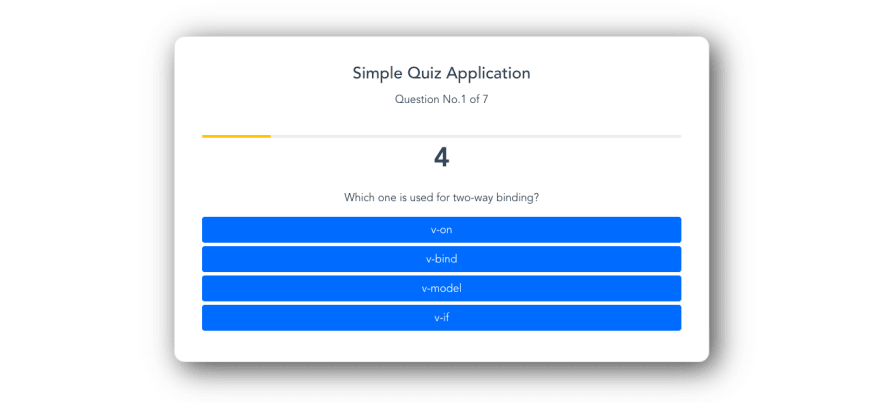 Simple Quiz Application
Question No.1 of 7
4
Which one is used for two-way binding?
v-on
v-bind
v-model
v-if